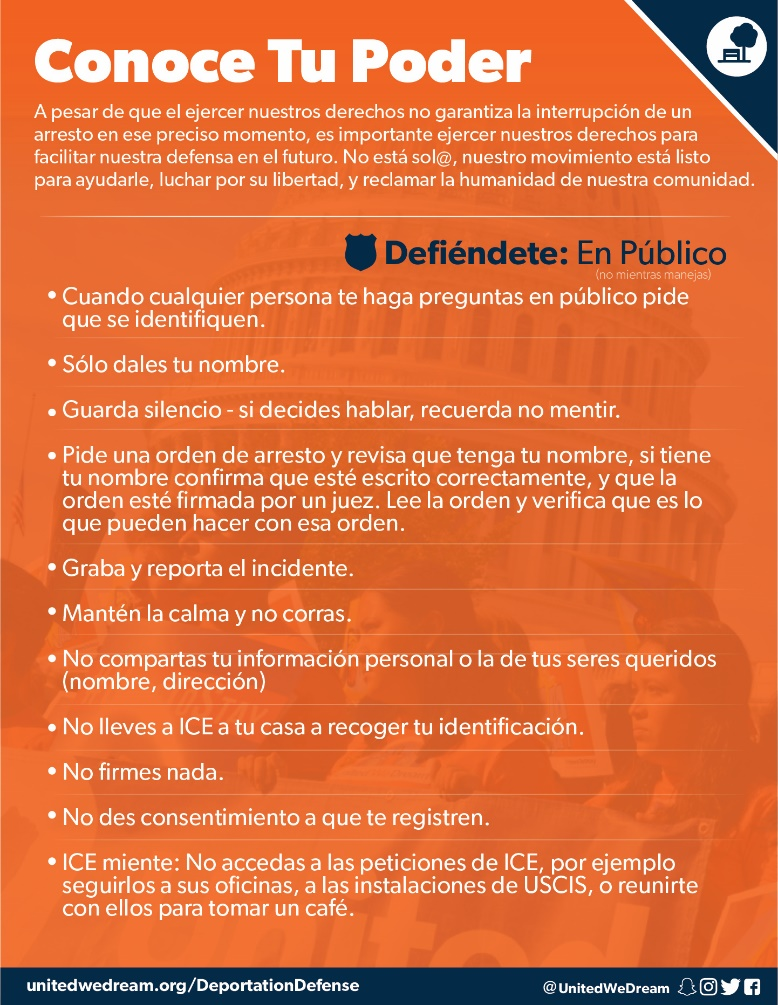 Conoce Tu Poder
A pesar de que el ejercer nuestros derechos no garantiza la interrupción de un
arresto en ese preciso momento, es importante ejercer nuestros derechos para
facilitar nuestra defensa en el futuro. No está sol@, nuestro movimiento está listo
para ayudarle, luchar por su libertad, y reclamar la humanidad de nuestra comunidad.
Defiéndete: En Público
(no mientras manejas)
• Cuando cualquier persona te haga preguntas en público pide
que se identifiquen.
• Sólo dales tu nombre.
• Guarda silencio - si decides hablar, recuerda no mentir.
• Pide una orden de arresto y revisa que tenga tu nombre, si tiene
tu nombre confirma que esté escrito correctamente, y que la
orden esté firmada por un juez. Lee la orden y verifica que es lo
que pueden hacer con esa orden.
• Graba y reporta el incidente.
• Mantén la calma y no corras.
• No compartas tu información personal o la de tus seres queridos
(nombre, dirección)
• No lleves a ICE a tu casa a recoger tu identificación.
• No firmes nada.
• No des consentimiento a que te registren.
• ICE miente: No accedas a las peticiones de ICE, por ejemplo
seguirlos a sus oficinas, a las instalaciones de USCIS, o reunirte
con ellos para tomar un café.
unitedwedream.org/DeportationDefense
@UnitedWeDream